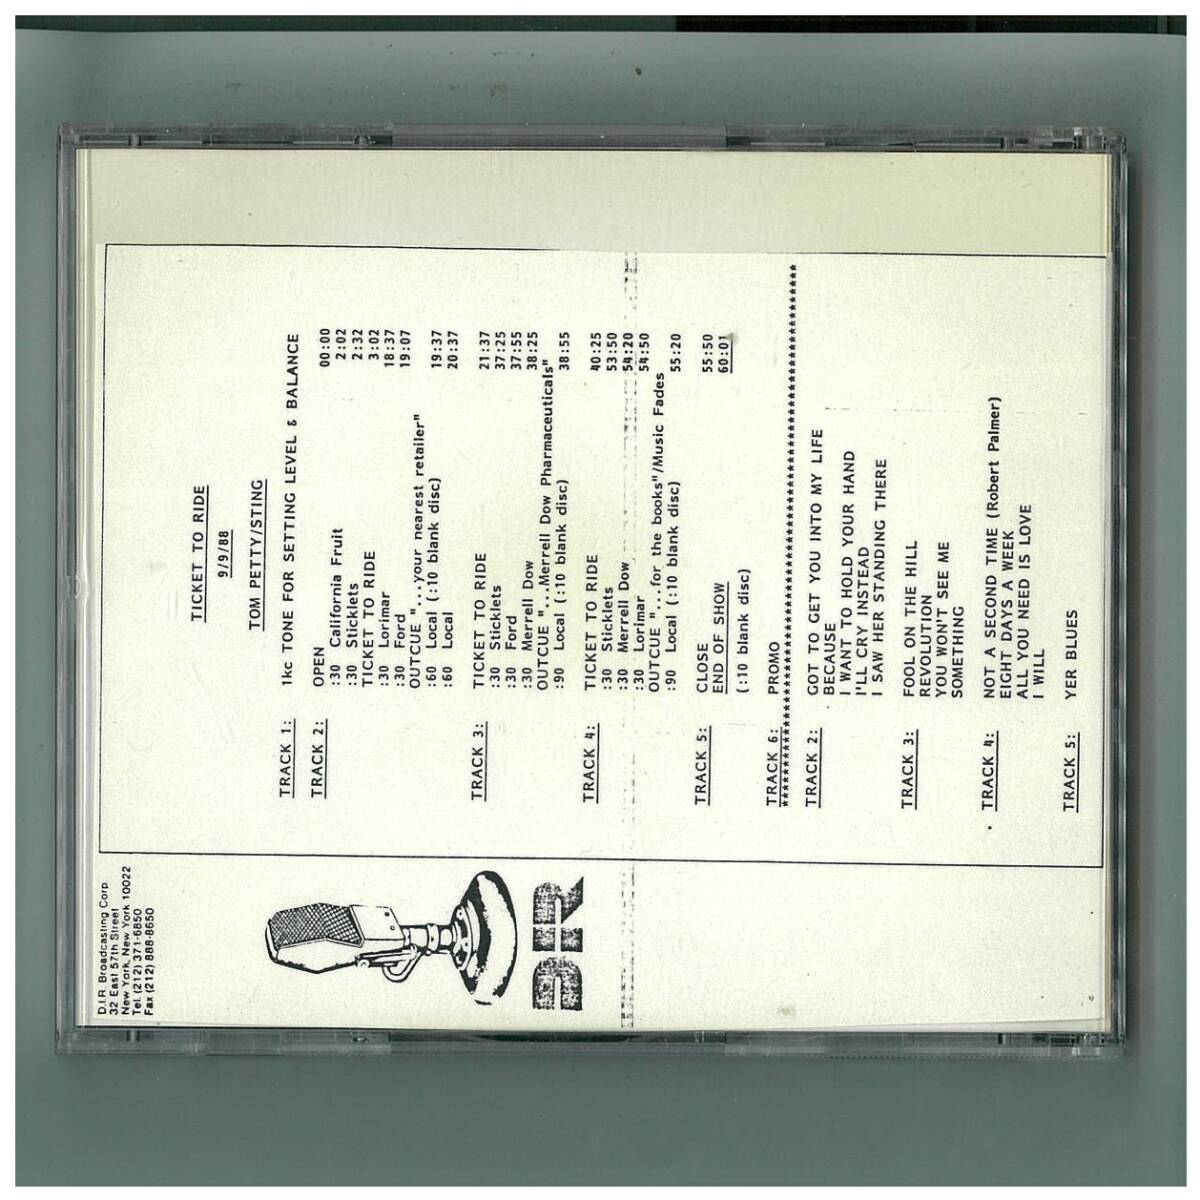 D.I.R. Broadcasting Corp.
32 East 57th Street
New York, New York 10022
Tel. (212) 371-6850
Fax (212) 888-8650
DIR
TICKET TO RIDE
9/9/88
TOM PETTY/STING
TRACK 1: 1kc TONE FOR SETTING LEVEL & BALANCE
TRACK 2: OPEN 00:00
:30 California Fruit 2:02
:30 Sticklets 2:32
TICKET TO RIDE 3:02
:30 Lorimar 18:37
:30 Ford 19:07
OUTCUE "...your nearest retailer"
:60 Local (:10 blank disc) 19:37
:60 Local 20:37
TRACK 3: TICKET TO RIDE 21:37
:30 Sticklets 37:25
:30 Ford 37:55
:30 Merrell Dow 38:25
OUTCUE "...Merrell Dow Pharmaceuticals"
:90 Local (:10 blank disc) 38:55
TRACK 4: TICKET TO RIDE 40:25
:30 Sticklets 53:50
:30 Merrell Dow 54:20
:30 Lorimar 54:50
OUTCUE "...for the books"/Music Fades
:90 Local (:10 blank disc) 55:20
TRACK 5: CLOSE 55:50
END OF SHOW 60:01
(:10 blank disc)
TRACK 6: PROMO
TRACK 2: GOT TO GET YOU INTO MY LIFE
BECAUSE
I WANT TO HOLD YOUR HAND
I'LL CRY INSTEAD
I SAW HER STANDING THERE
TRACK 3: FOOL ON THE HILL
REVOLUTION
YOU WON'T SEE ME
SOMETHING
TRACK 4: NOT A SECOND TIME (Robert Palmer)
EIGHT DAYS A WEEK
ALL YOU NEED IS LOVE
I WILL
TRACK 5: YER BLUES